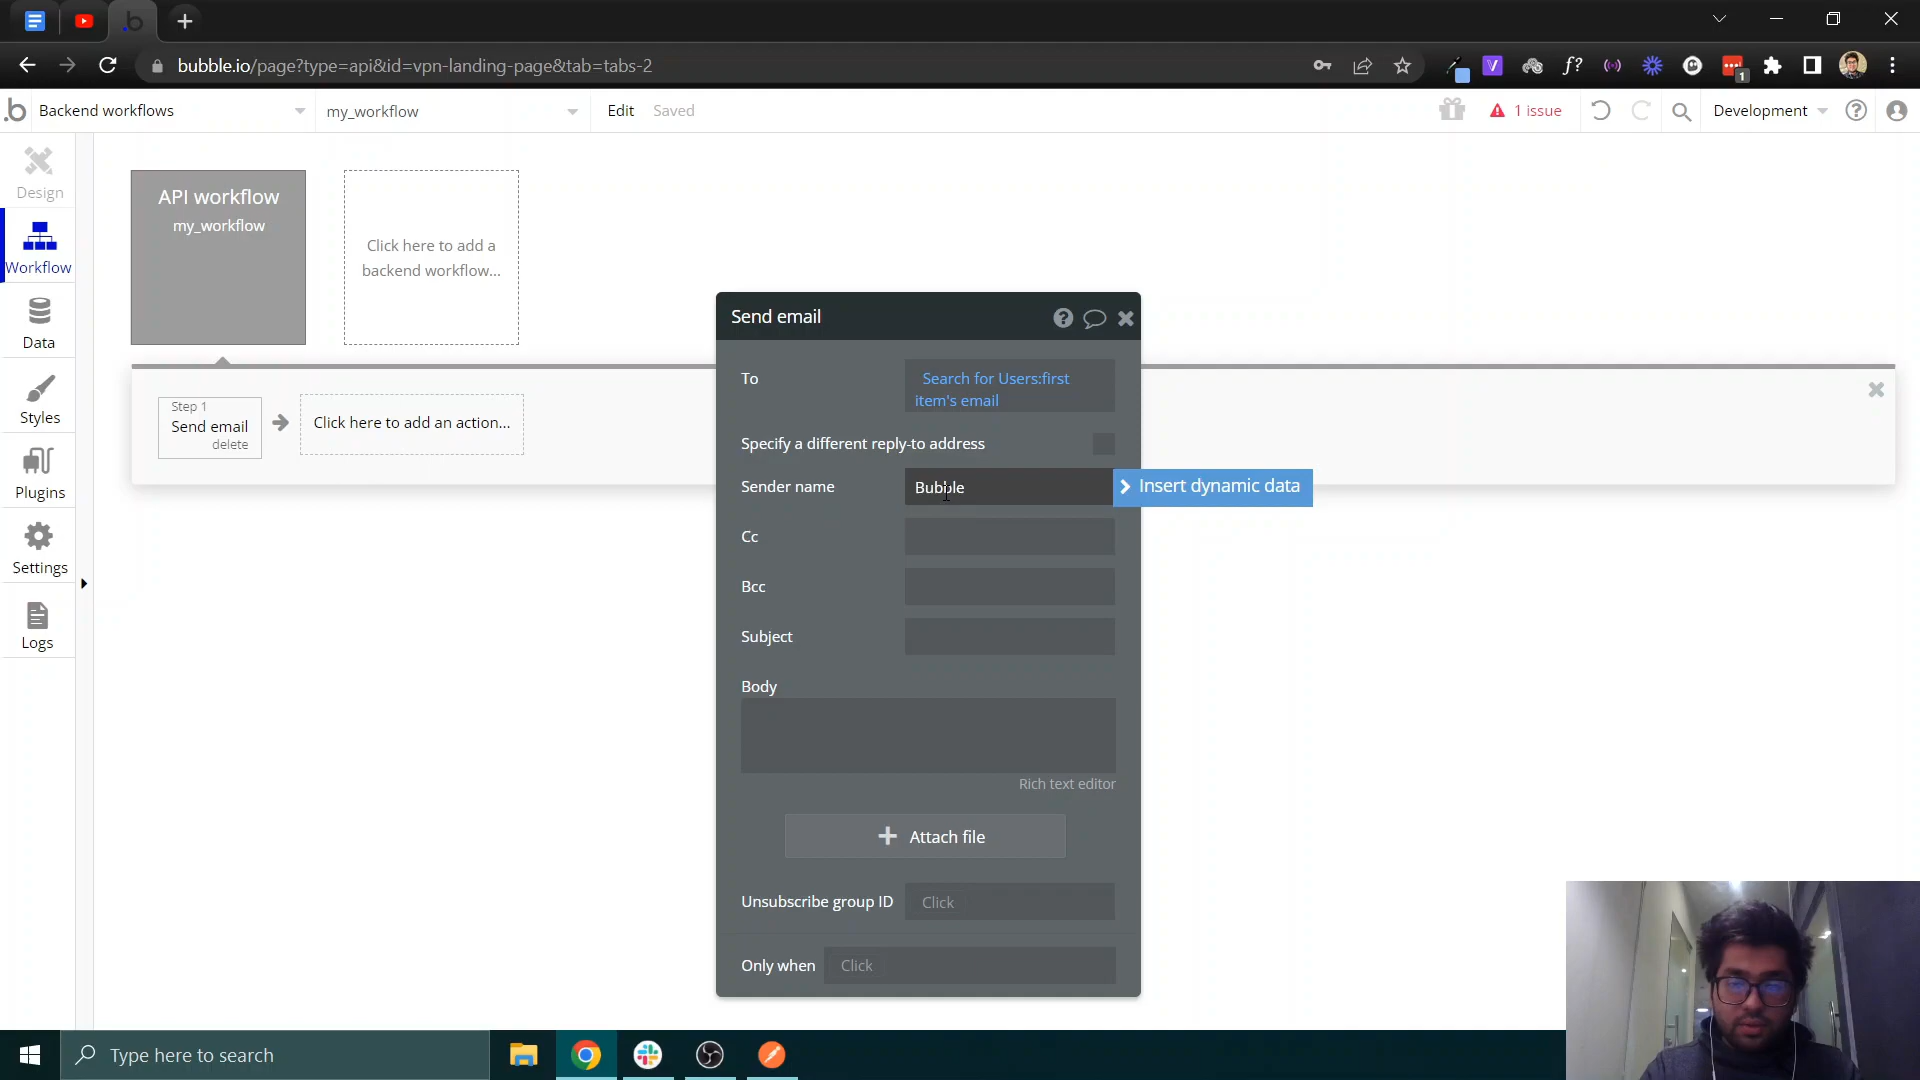 bubble.io/page?type=api&id=vpn-landing-page&tab=tabs-2
1
Backend workflows
my_workflow
Edit
Saved
1 issue
Development
Design
Workflow
Data
Styles
Plugins
Settings
Logs
API workflow
my_workflow
Click here to add a
backend workflow...
Step 1
Send email
delete
Click here to add an action...
Send email
To
Search for Users:first
item's email
Specify a different reply-to address
Sender name
Bubble
Insert dynamic data
Cc
Bcc
Subject
Body
Rich text editor
Attach file
Unsubscribe group ID
Click
Only when
Click
Type here to search